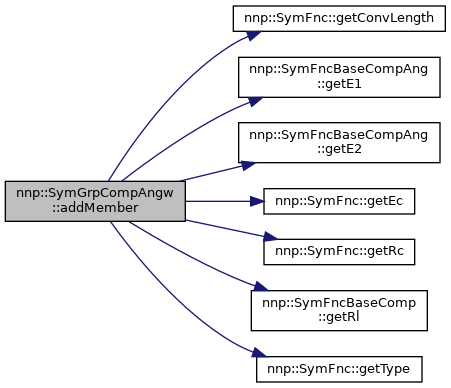 nnp::SymFnc::getConvLength
nnp::SymFncBaseCompAng
::getE1
nnp::SymFncBaseCompAng
::getE2
nnp::SymGrpCompAngw
::addMember
nnp::SymFnc::getEc
nnp::SymFnc::getRc
nnp::SymFncBaseComp
::getRl
nnp::SymFnc::getType